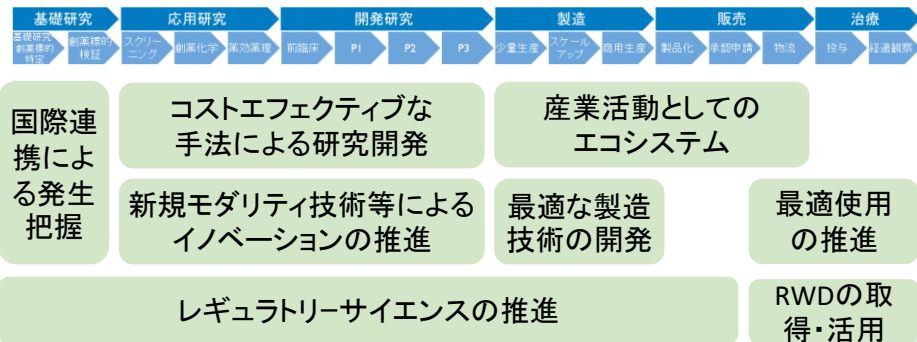 基礎研究 応用研究 開発研究 製造 販売 治療
基礎研究 創薬標的 スクリー 創薬化学 薬効薬理 前臨床 P1 P2 P3 少量生産 スケール 商用生産 製品化 承認申請 物流 投与 経過観察
創薬標的 検証 ニング アップ
特定
国際連
携によ
る発生
把握
コストエフェクティブな
手法による研究開発
産業活動としての
エコシステム
新規モダリティ技術等による
イノベーションの推進
最適な製造
技術の開発
最適使用
の推進
レギュラトリーサイエンスの推進
RWDの取
得・活用